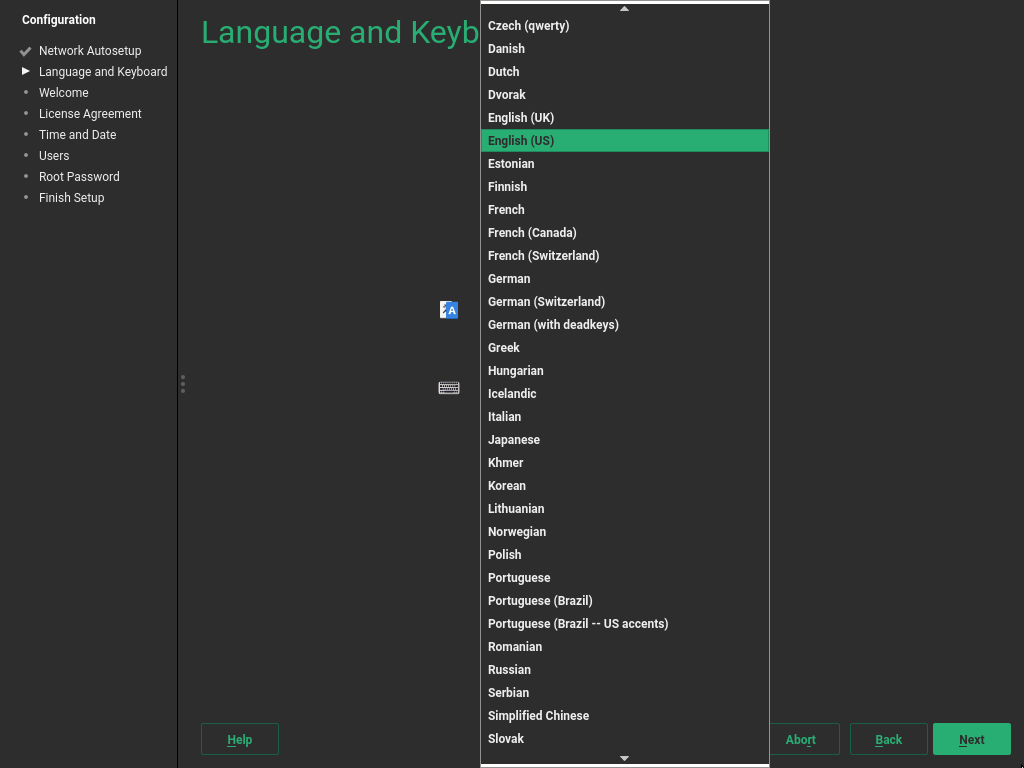 Configuration
Network Autosetup
Language and Keyboard
Welcome
License Agreement
Time and Date
Users
Root Password
Finish Setup
Language and Keyb
Czech (qwerty)
Danish
Dutch
Dvorak
English (UK)
English (US)
Estonian
Finnish
French
French (Canada)
French (Switzerland)
German
German (Switzerland)
German (with deadkeys)
Greek
Hungarian
Icelandic
Italian
Japanese
Khmer
Korean
Lithuanian
Norwegian
Polish
Portuguese
Portuguese (Brazil)
Portuguese (Brazil -- US accents)
Romanian
Russian
Serbian
Simplified Chinese
Slovak
A
Help
Abort
Back
Next